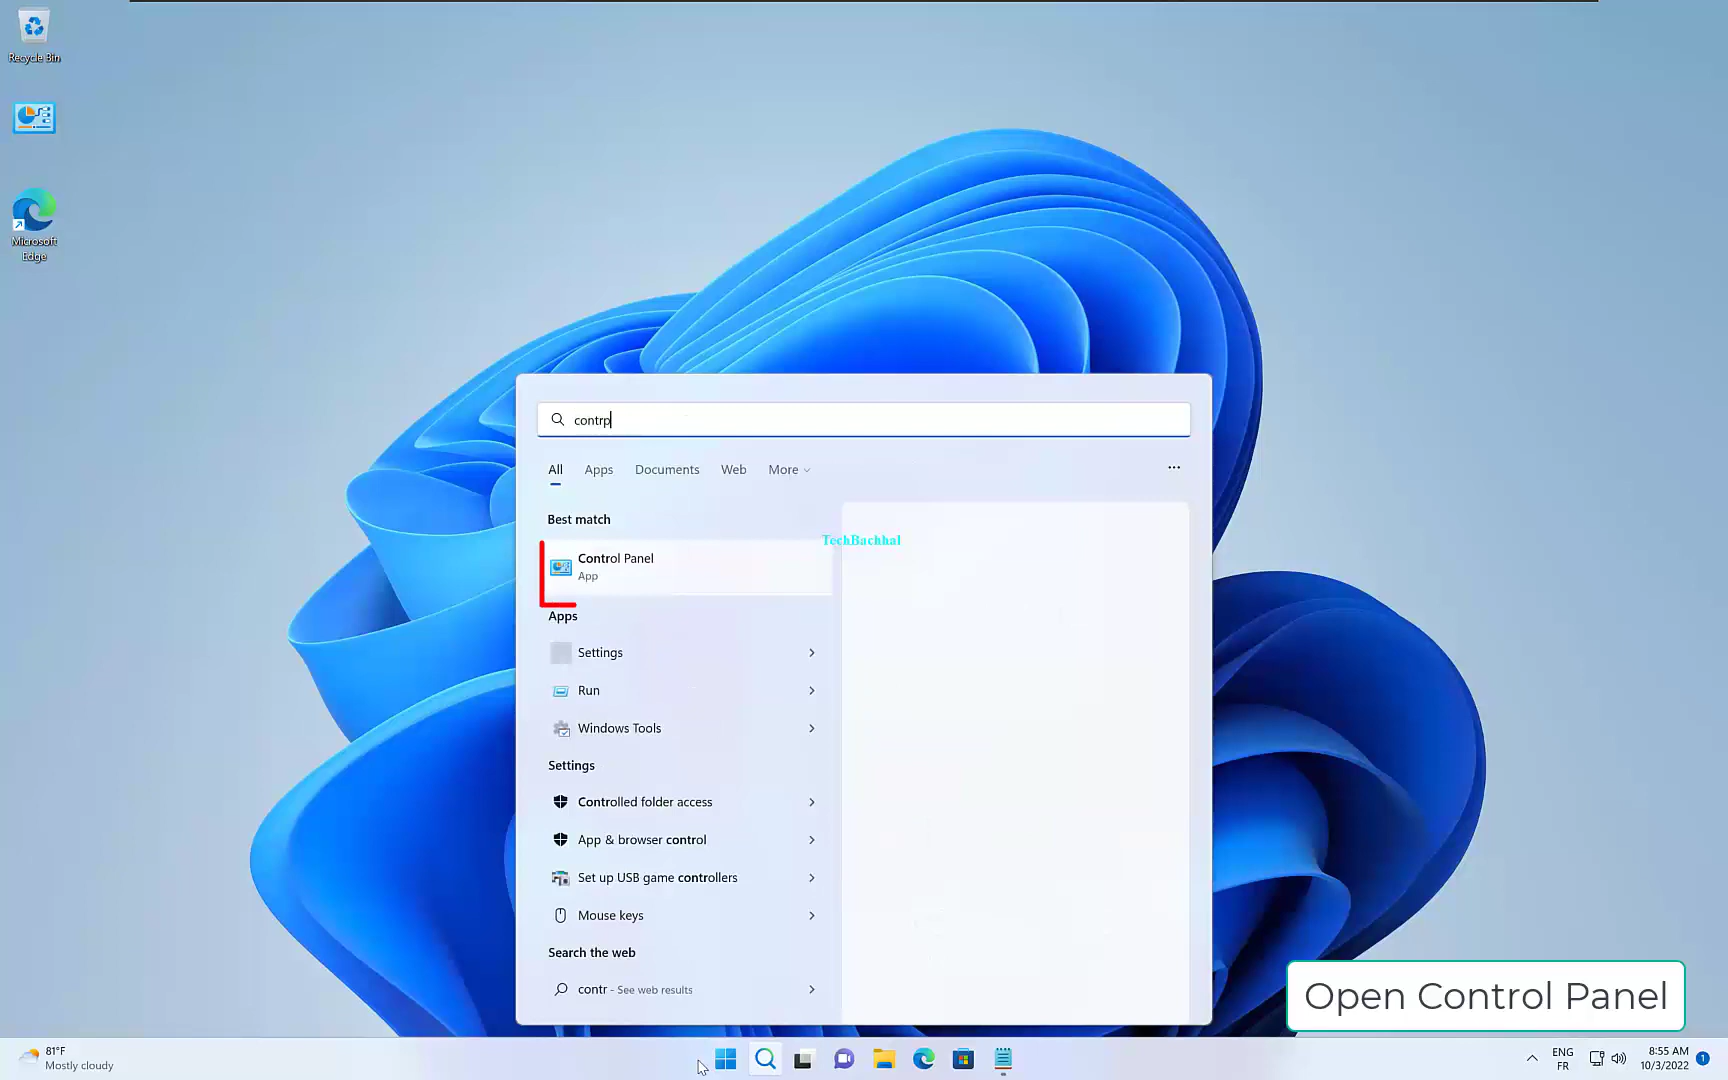 Recycle Bin
Microsoft
Edge
contrp
All Apps Documents Web More
Best match
TechBachhal
Control Panel
App
Apps
Settings
Run
Windows Tools
Settings
Controlled folder access
App & browser control
Set up USB game controllers
Mouse keys
Search the web
contr - See web results
Open Control Panel
81°F
Mostly cloudy
ENG
FR
8:55 AM
10/3/2022
1